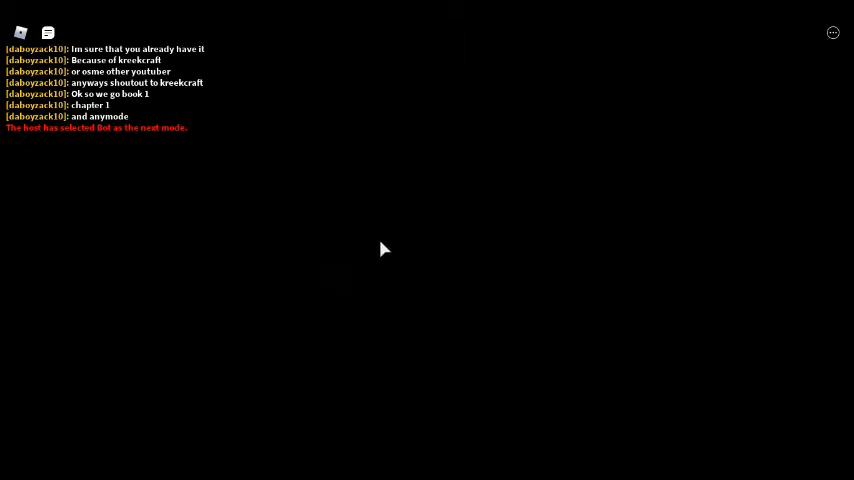 [daboyzack10]: Im sure that you already have it
[daboyzack10]: Because of kreekcraft
[daboyzack10]: or osme other youtuber
[daboyzack10]: anyways shoutout to kreekcraft
[daboyzack10]: Ok so we go book 1
[daboyzack10]: chapter 1
[daboyzack10]: and anymode
The host has selected Bot as the next mode.